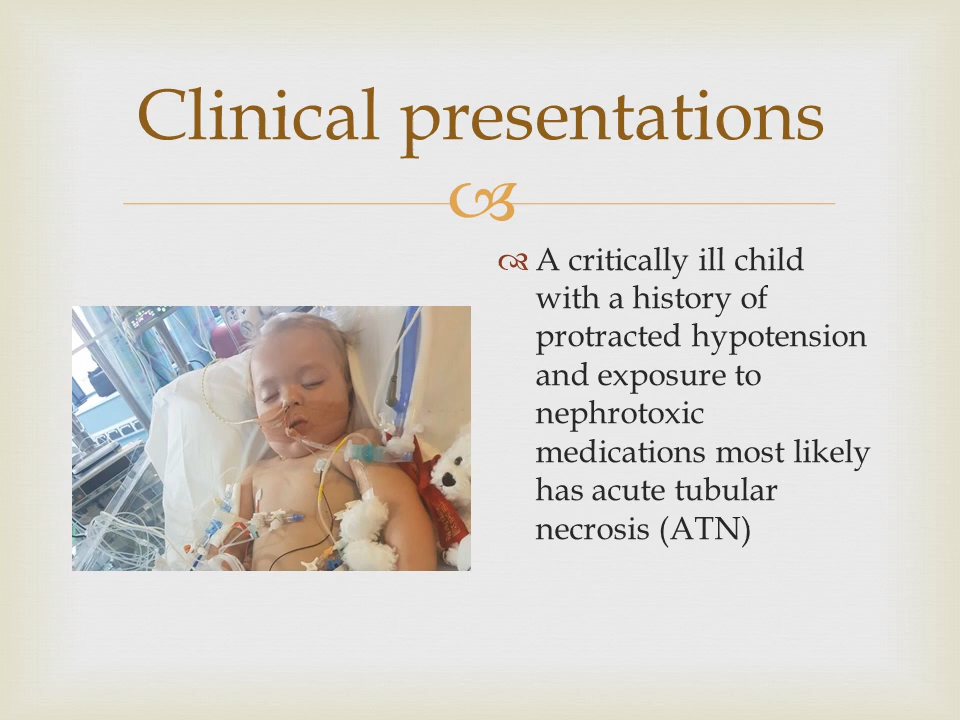 Clinical presentations
A critically ill child
with a history of
protracted hypotension
and exposure to
nephrotoxic
medications most likely
has acute tubular
necrosis (ATN)